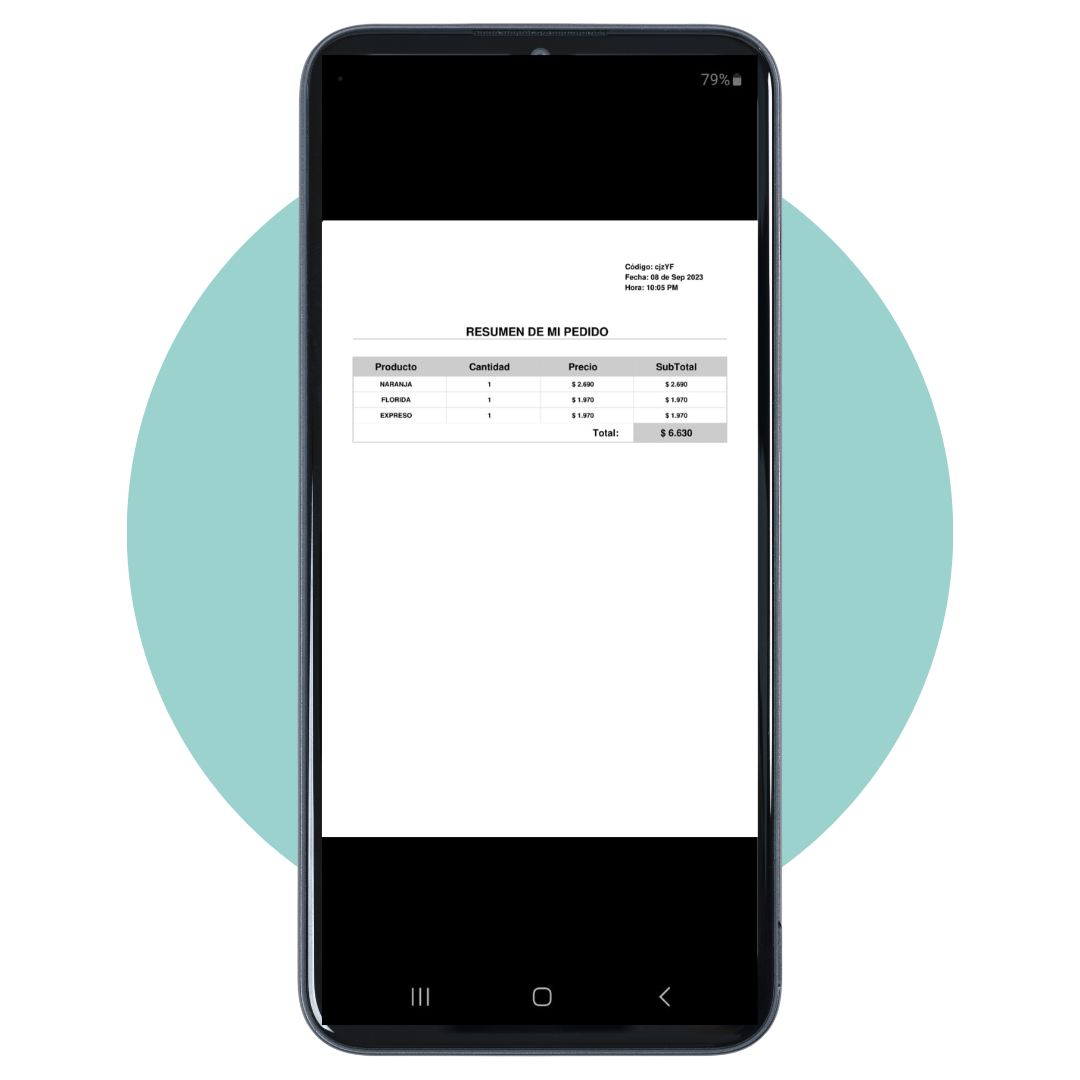 79%
Código: cjzYF
Fecha: 08 de Sep 2023
Hora: 10:05 PM
RESUMEN DE MI PEDIDO
Producto Cantidad Precio SubTotal
NARANJA 1 $ 2.690 $ 2.690
FLORIDA 1 $ 1.970 $ 1.970
EXPRESO 1 $ 1.970 $ 1.970
Total: $ 6.630